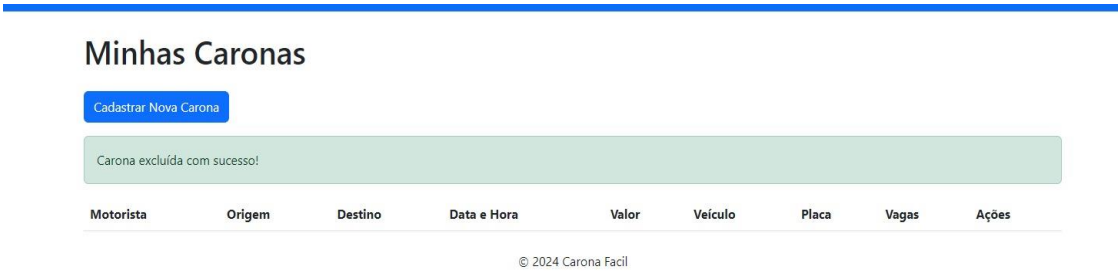 Minhas Caronas
Cadastrar Nova Carona
Carona excluída com sucesso!
Motorista Origem Destino Data e Hora Valor Veículo Placa Vagas Ações
© 2024 Carona Facil